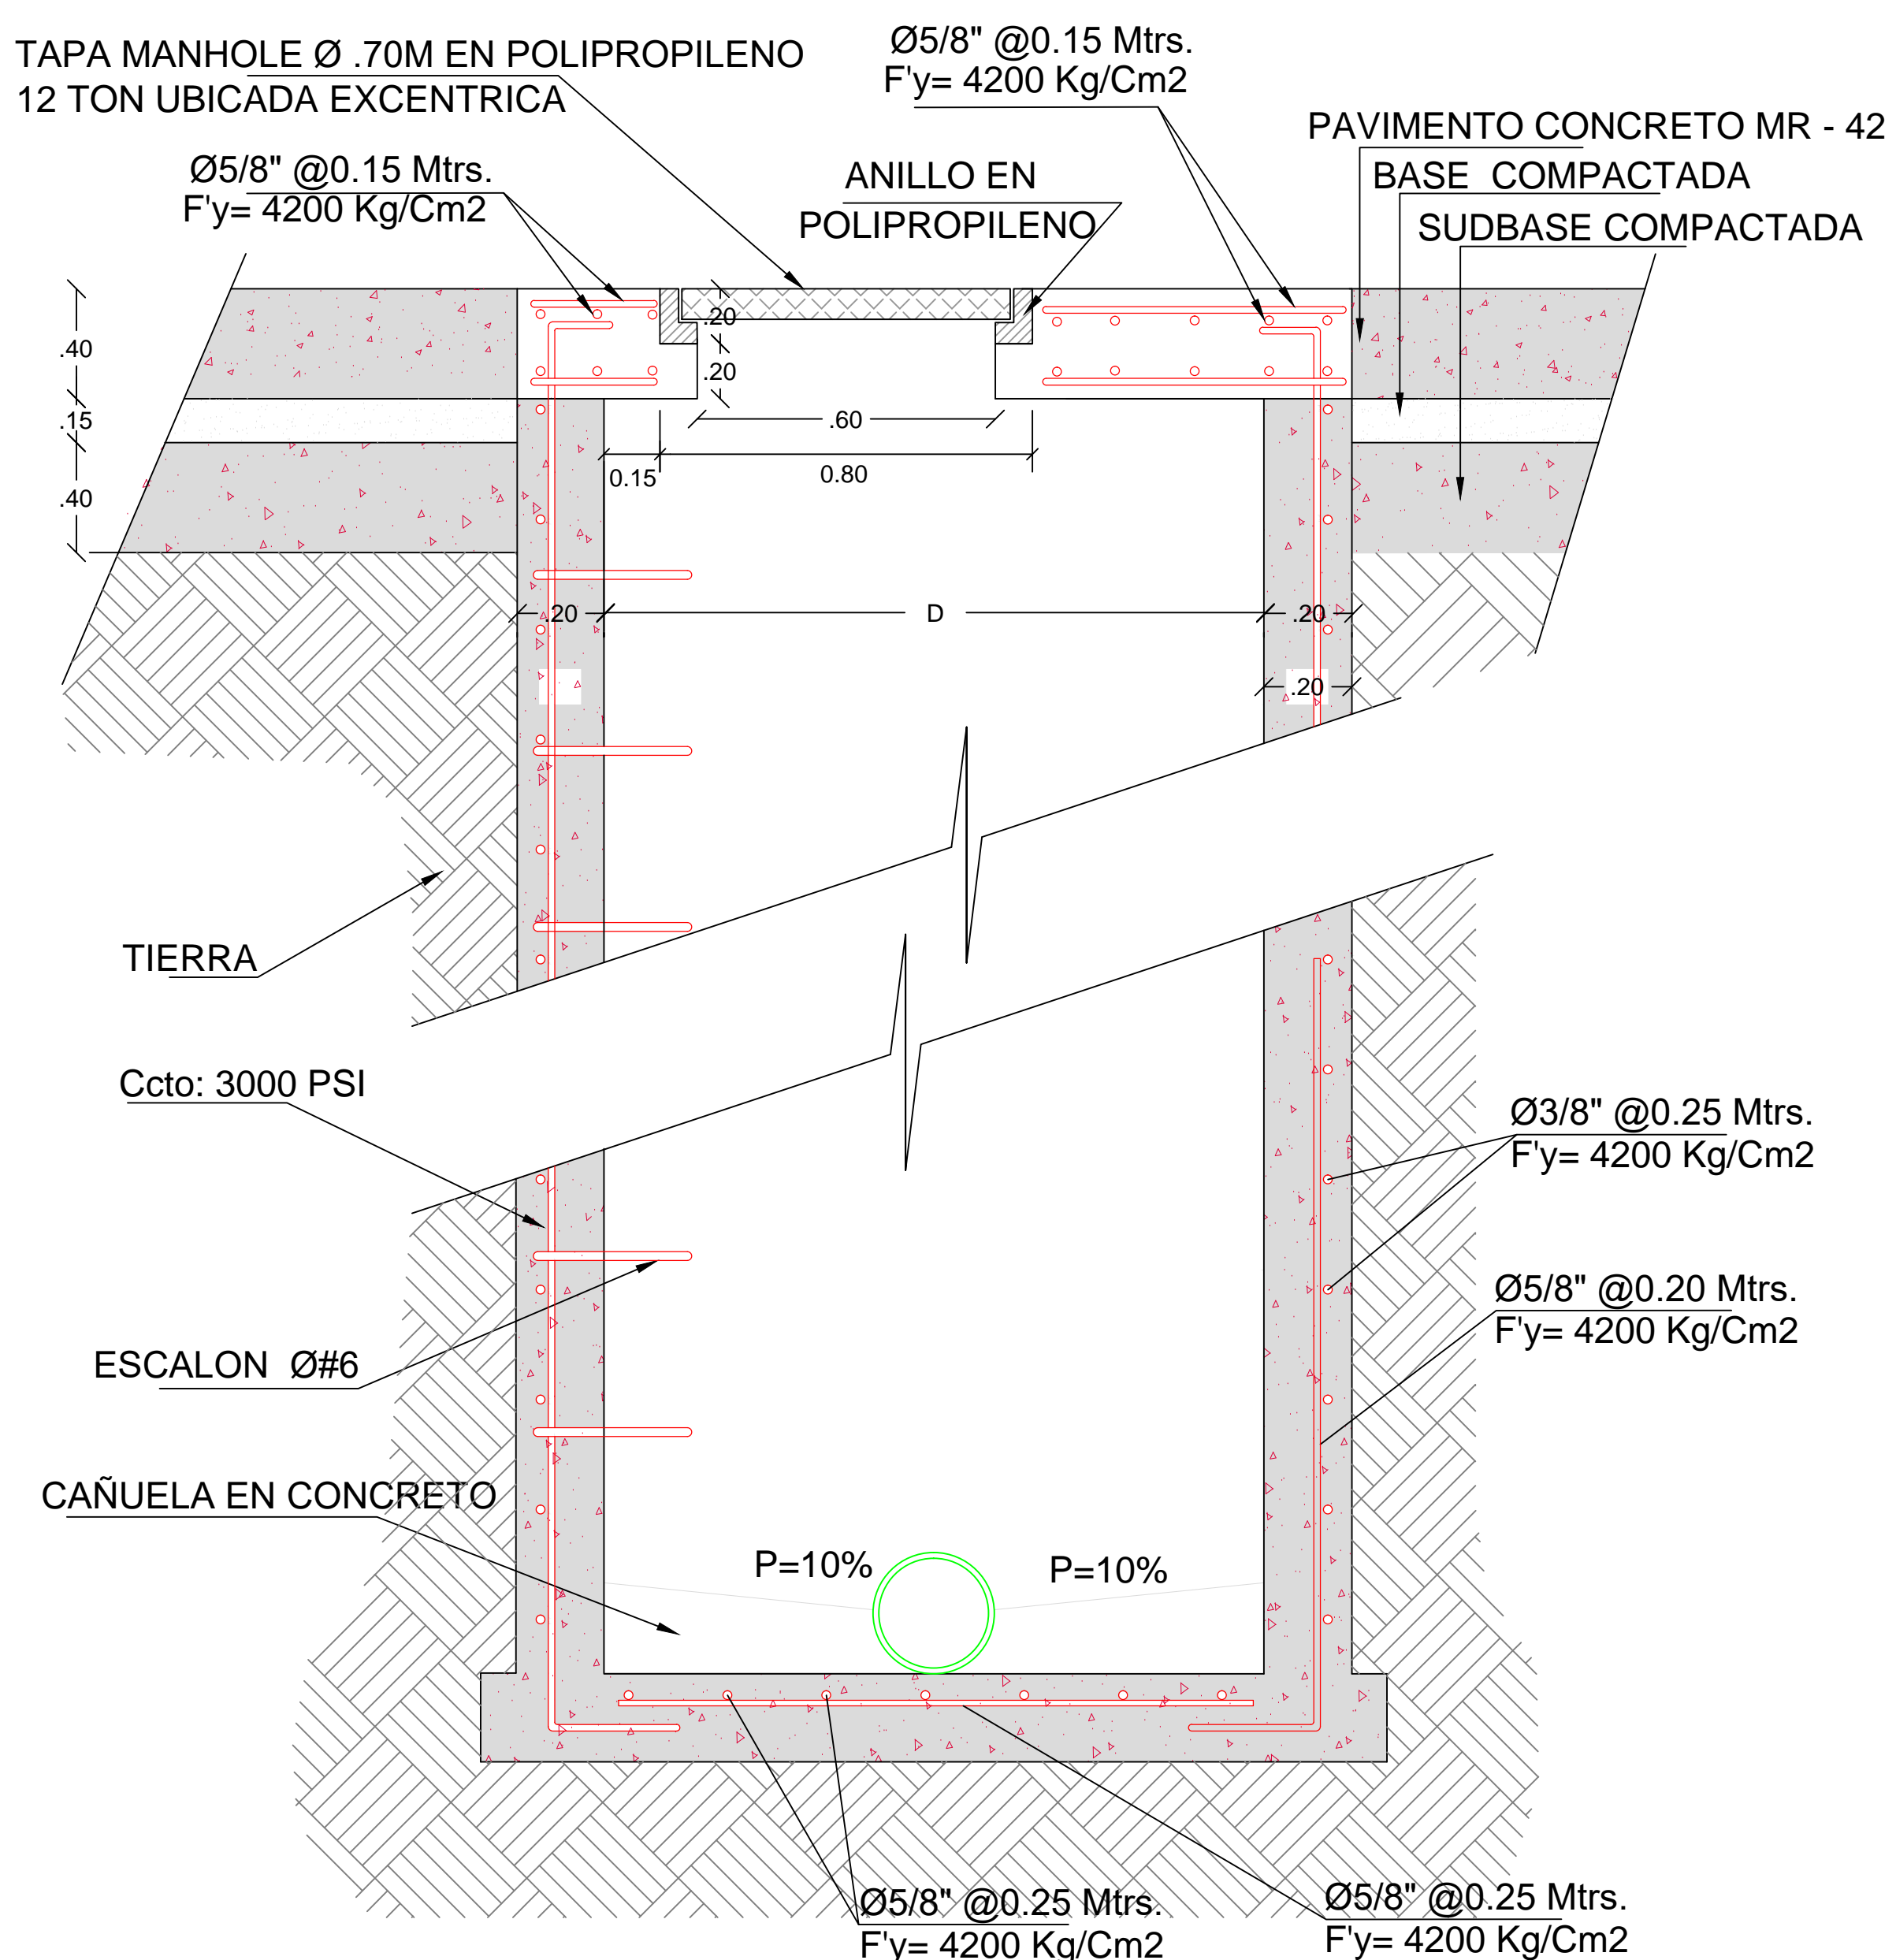 TAPA MANHOLE Ø .70M EN POLIPROPILENO
12 TON UBICADA EXCENTRICA
Ø5/8" @0.15 Mtrs.
F'y= 4200 Kg/Cm2
Ø5/8" @0.15 Mtrs.
F'y= 4200 Kg/Cm2
ANILLO EN
POLIPROPILENO
PAVIMENTO CONCRETO MR - 42
BASE COMPACTADA
SUDBASE COMPACTADA
.40
.15
.40
.20
.20
.60
0.15
0.80
.20
D
.20
.20
TIERRA
Ccto: 3000 PSI
Ø3/8" @0.25 Mtrs.
F'y= 4200 Kg/Cm2
Ø5/8" @0.20 Mtrs.
F'y= 4200 Kg/Cm2
ESCALON Ø#6
CAÑUELA EN CONCRETO
P=10%
P=10%
Ø5/8" @0.25 Mtrs.
F'y= 4200 Kg/Cm2
Ø5/8" @0.25 Mtrs.
F'y= 4200 Kg/Cm2